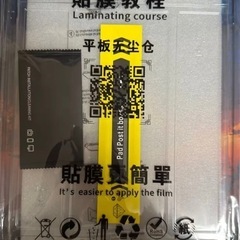 貼膜教程
Laminating course
平板无尘仓
Pad Post it bo
貼膜更簡單
It's easier to apply the film